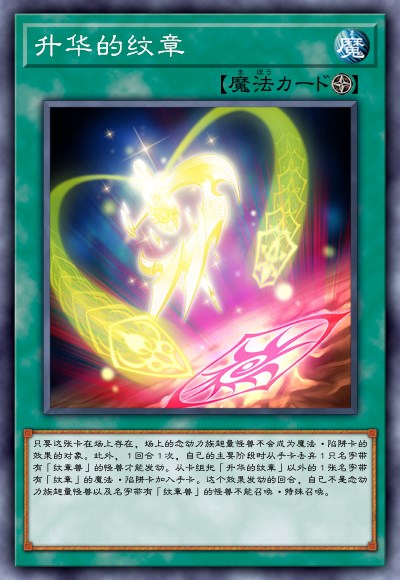 升华的纹章
魔
【魔法カード】
まほう
只要这张卡在场上存在，场上的念动力族超量怪兽不会成为魔法·陷阱卡的
效果的对象。此外，1回合1次，自己的主要阶段时从手卡丢弃1只名字带
有「纹章兽」的怪兽才能发动。从卡组把「升华的纹章」以外的1张名字带
有「纹章」的魔法·陷阱卡加入手卡。这个效果发动的回合，自己不是念动
力族超量怪兽以及名字带有「纹章兽」的怪兽不能召唤·特殊召唤。